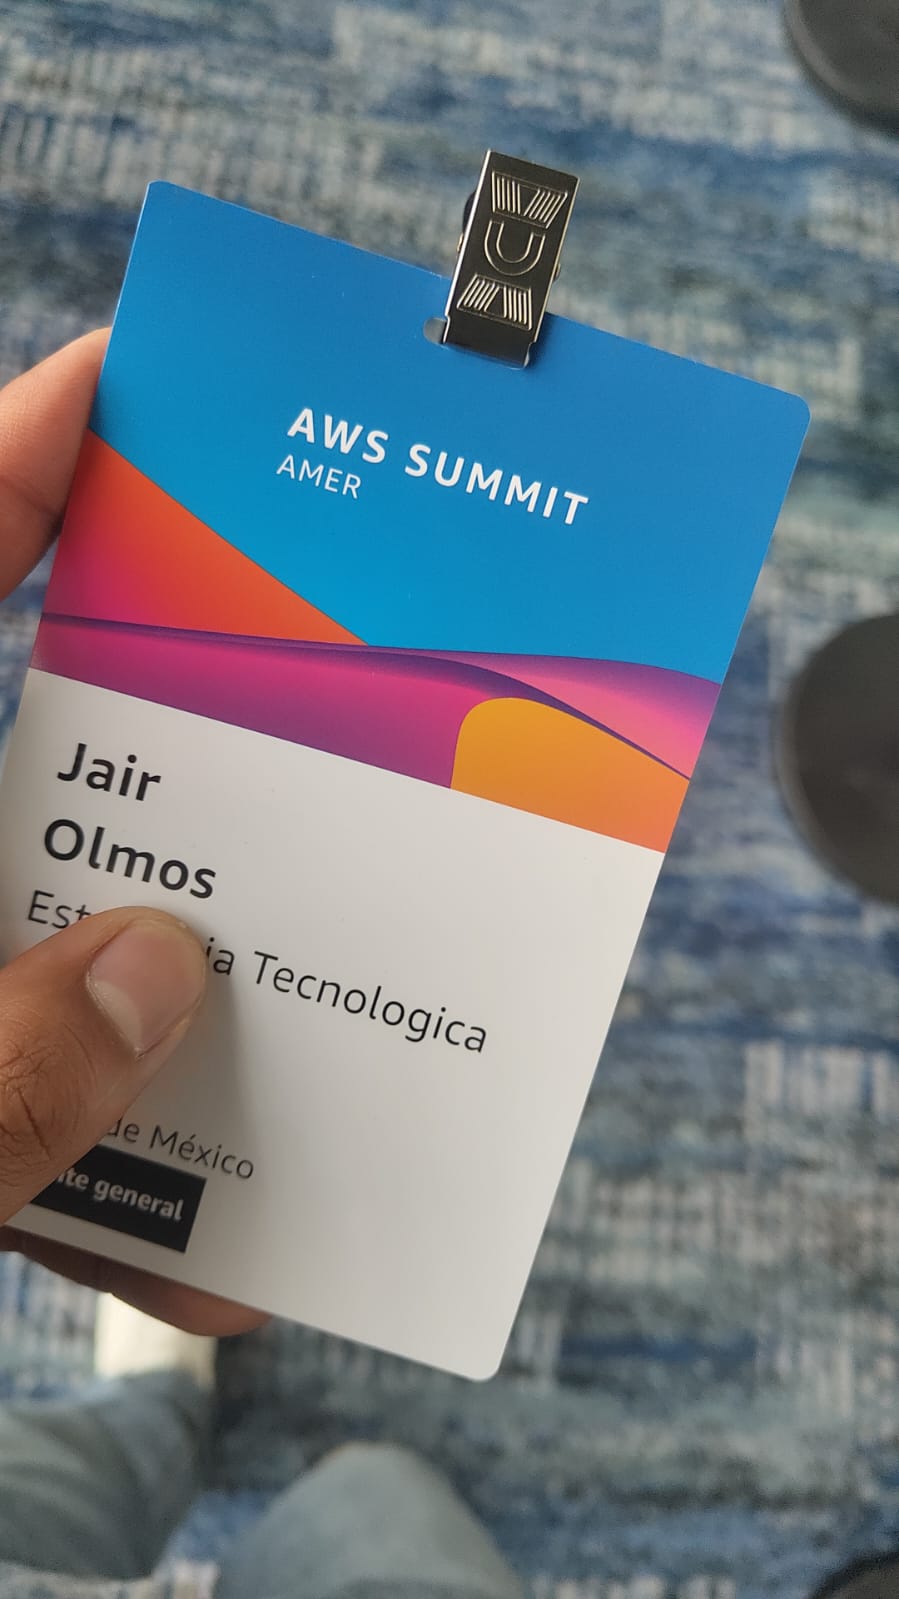 AWS SUMMIT
AMER
Jair
Olmos
Tecnologica
de México
general